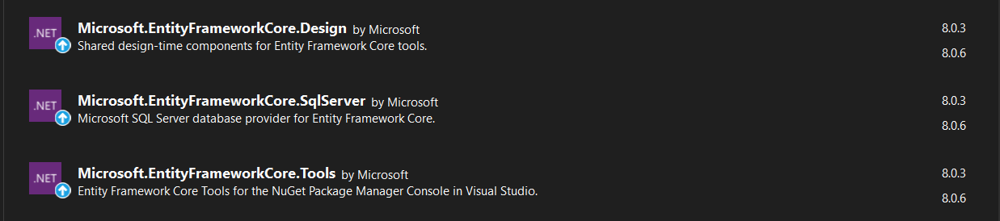 .NET Microsoft.EntityFrameworkCore.Design by Microsoft 8.0.3
Shared design-time components for Entity Framework Core tools.
8.0.6
.NET Microsoft.EntityFrameworkCore.SqlServer by Microsoft 8.0.3
Microsoft SQL Server database provider for Entity Framework Core.
8.0.6
.NET Microsoft.EntityFrameworkCore.Tools by Microsoft 8.0.3
Entity Framework Core Tools for the NuGet Package Manager Console in Visual Studio.
8.0.6